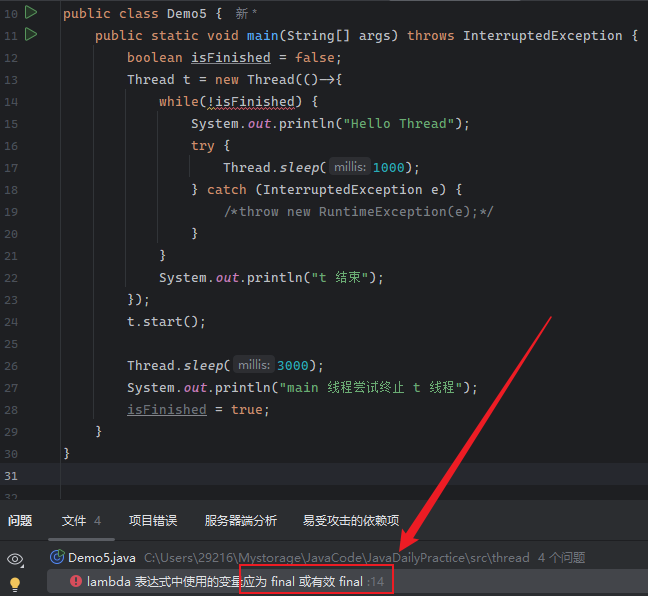 10 public class Demo5 { 新 *
11 public static void main(String[] args) throws InterruptedException {
12 boolean isFinished = false;
13 Thread t = new Thread(()->{
14 while(!isFinished) {
15 System.out.println("Hello Thread");
16 try {
17 Thread.sleep( millis: 1000);
18 } catch (InterruptedException e) {
19 /*throw new RuntimeException(e);*/
20 }
21 }
22 System.out.println("t 结束");
23 });
24 t.start();
25
26 Thread.sleep( millis: 3000);
27 System.out.println("main 线程尝试终止 t 线程");
28 isFinished = true;
29 }
30 }
31
32
问题 文件 4 项目错误 服务器端分析 易受攻击的依赖项
Demo5.java C:\Users\29216\Mystorage\JavaCode\JavaDailyPractice\src\thread 4 个问题
lambda 表达式中使用的变量应为 final 或有效 final :14